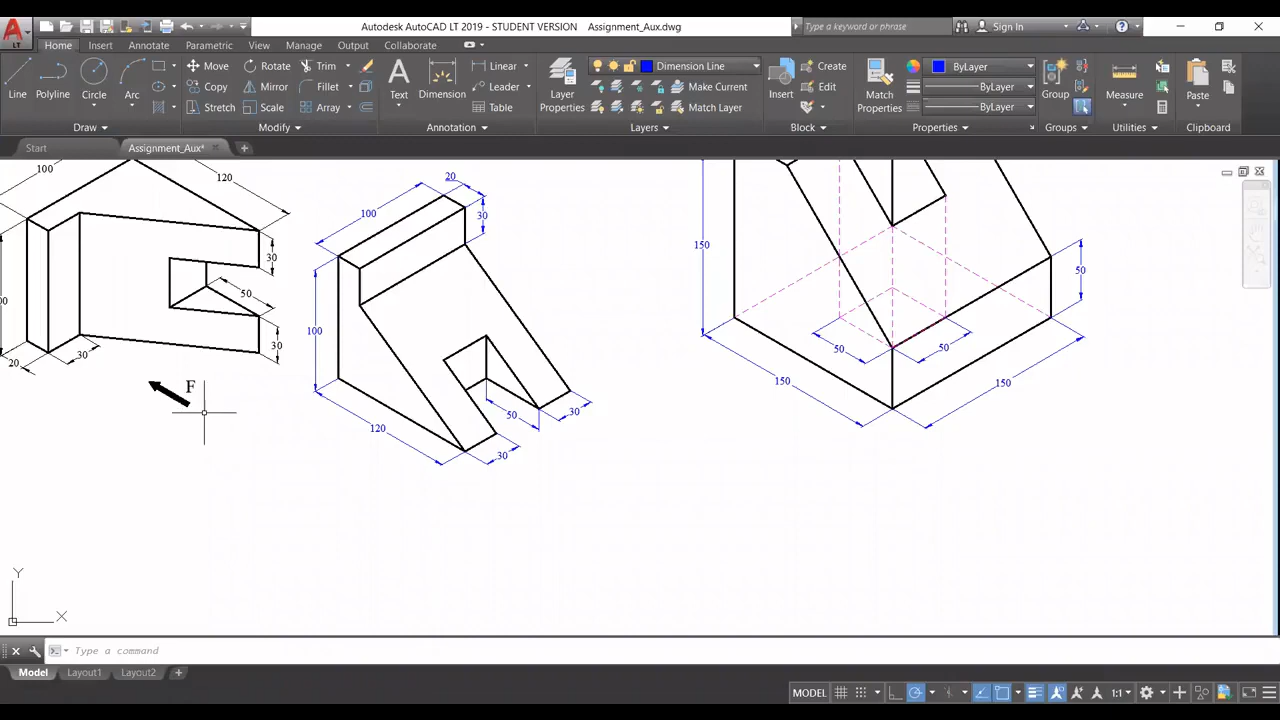 Autodesk AutoCAD LT 2019 - STUDENT VERSION Assignment_Aux.dwg
Type a keyword or phrase
Sign In
A
LT
Home Insert Annotate Parametric View Manage Output Collaborate
Line Polyline Circle Arc
Move Rotate Trim
Copy Mirror Fillet
Stretch Scale Array
Text Dimension
Linear
Leader
Table
Layer Properties
Dimension Line
Make Current
Match Layer
Insert
Create
Edit
Match Properties
ByLayer
ByLayer
ByLayer
Group
Measure
Paste
Draw Modify Annotation Layers Block Properties Groups Utilities Clipboard
Start Assignment_Aux*
100
120
30
50
30
30
20
F
20
100
30
100
120
50
30
30
150
50
50
50
150
150
Y
X
Type a command
Model Layout1 Layout2
MODEL
1:1